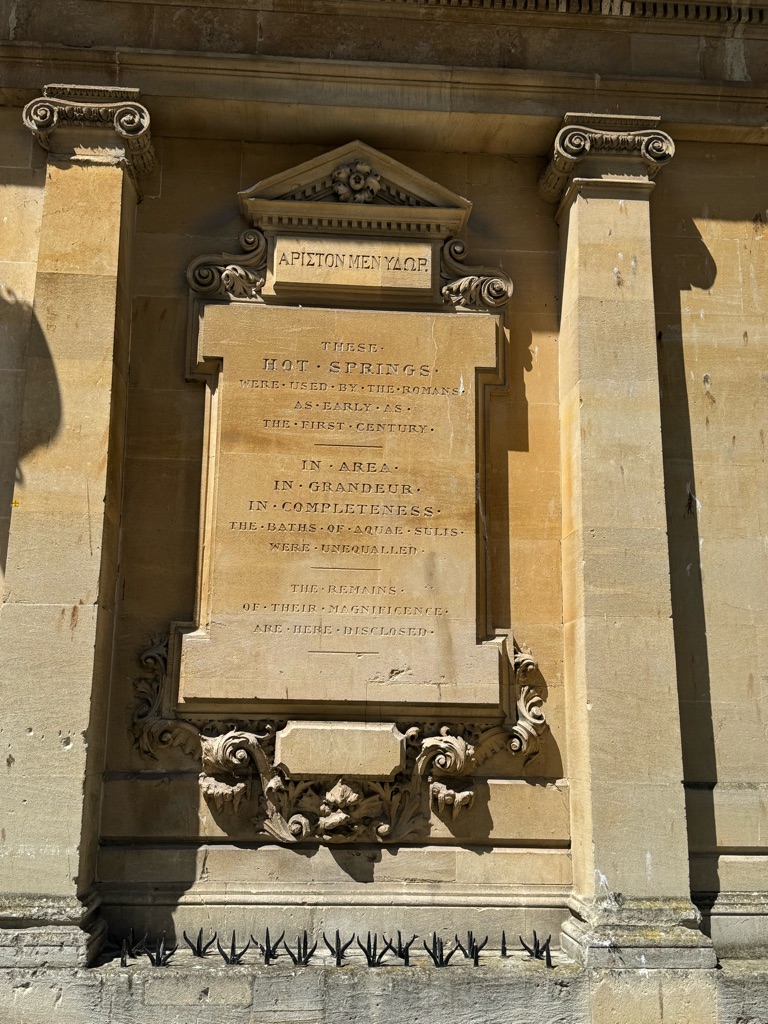 ΑΡΙΣΤΟΝ ΜΕΝ ΥΔΩΡ.
THESE·
HOT·SPRINGS·
WERE·USED·BY·THE·ROMANS·
AS·EARLY·AS·
THE·FIRST·CENTURY·
IN·AREA·
IN·GRANDEUR·
IN·COMPLETENESS·
THE·BATHS·OF·AQUAE·SULIS·
WERE·UNEQUALLED·
THE·REMAINS·
OF·THEIR·MAGNIFICENCE·
ARE·HERE·DISCLOSED·